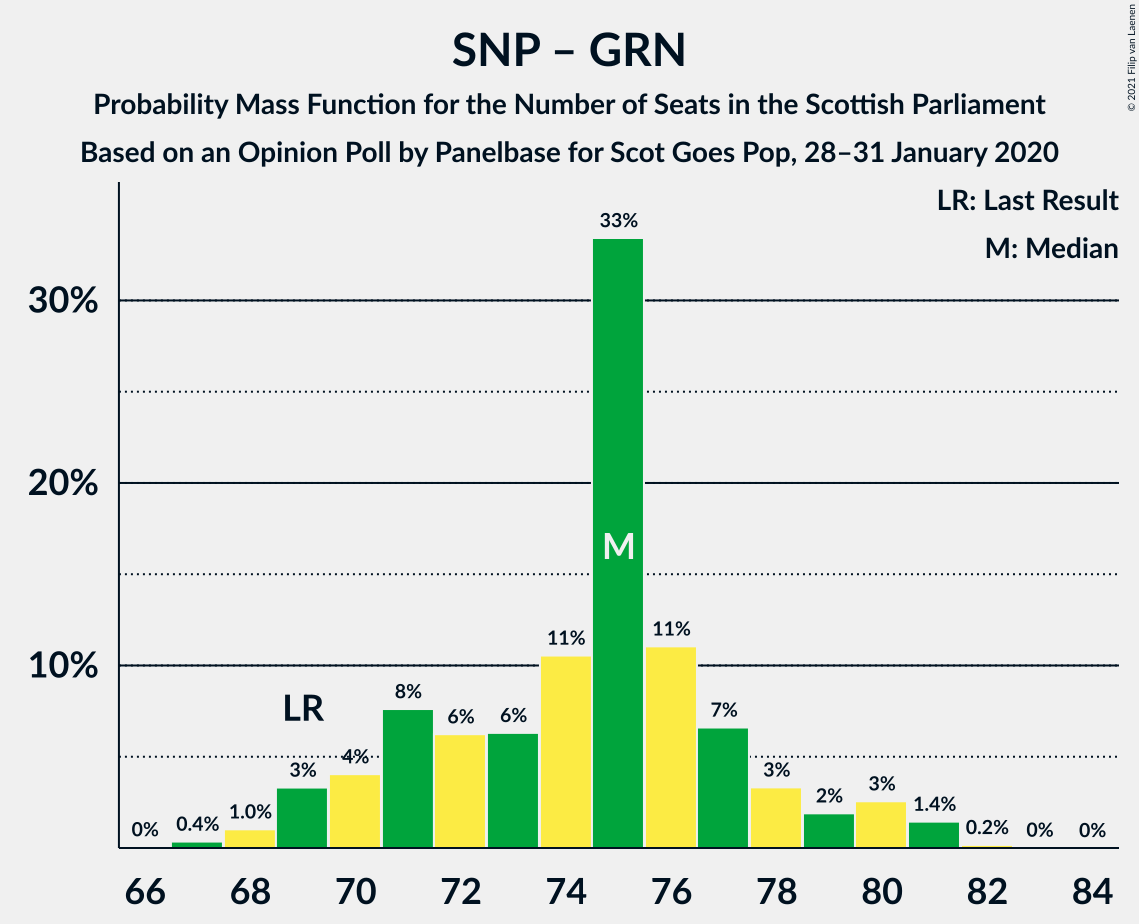 SNP – GRN
Probability Mass Function for the Number of Seats in the Scottish Parliament
Based on an Opinion Poll by Panelbase for Scot Goes Pop, 28–31 January 2020
© 2021 Filip van Laenen
LR: Last Result
M: Median
33%
30%
20%
M
11%
11%
10%
8%
LR
7%
6%
6%
4%
3%
3%
3%
2%
1.4%
1.0%
0.4%
0.2%
0%
0%
0%
66 68 70 72 74 76 78 80 82 84